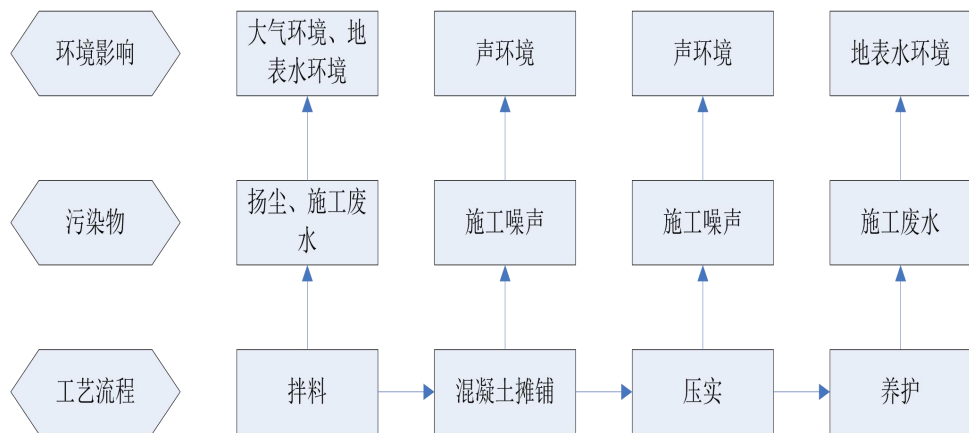 环境影响
大气环境、地
表水环境
声环境
声环境
地表水环境
污染物
扬尘、施工废
水
施工噪声
施工噪声
施工废水
工艺流程
拌料
混凝土摊铺
压实
养护